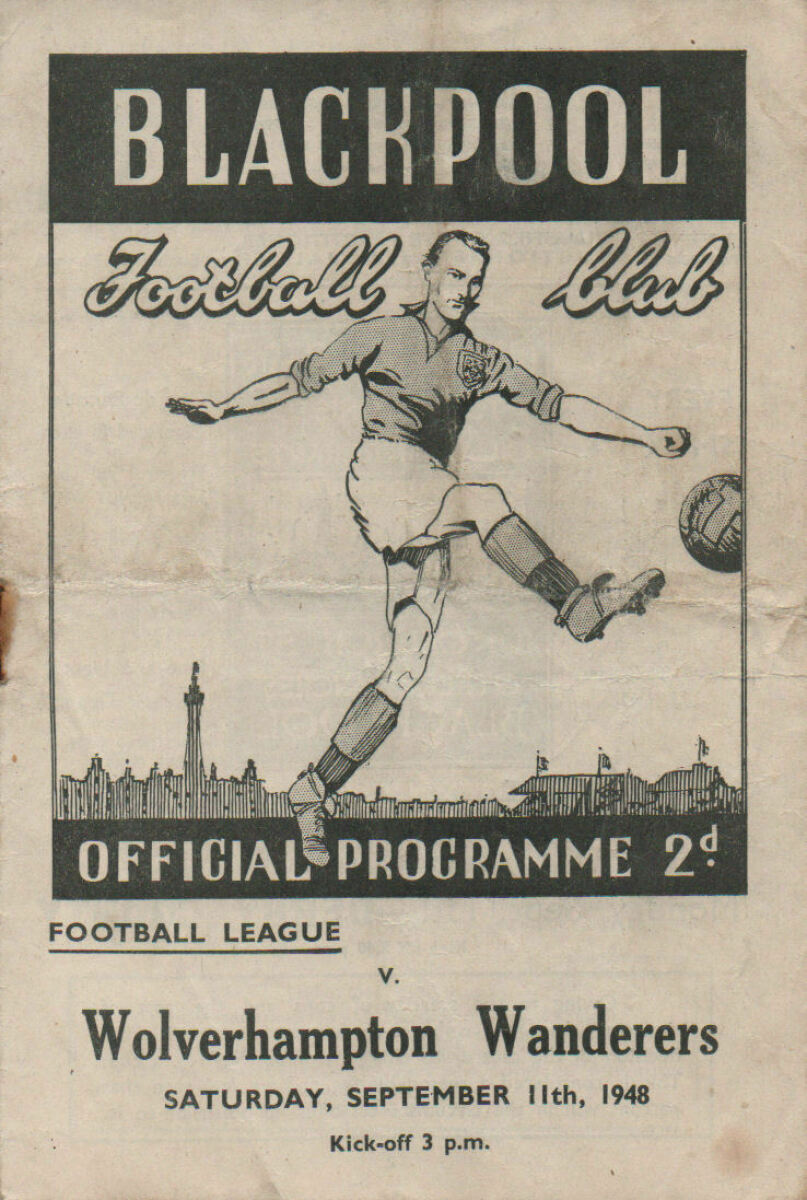 BLACKPOOL
Football Club
OFFICIAL PROGRAMME 2d.
FOOTBALL LEAGUE
v.
Wolverhampton Wanderers
SATURDAY, SEPTEMBER 11th, 1948
Kick-off 3 p.m.